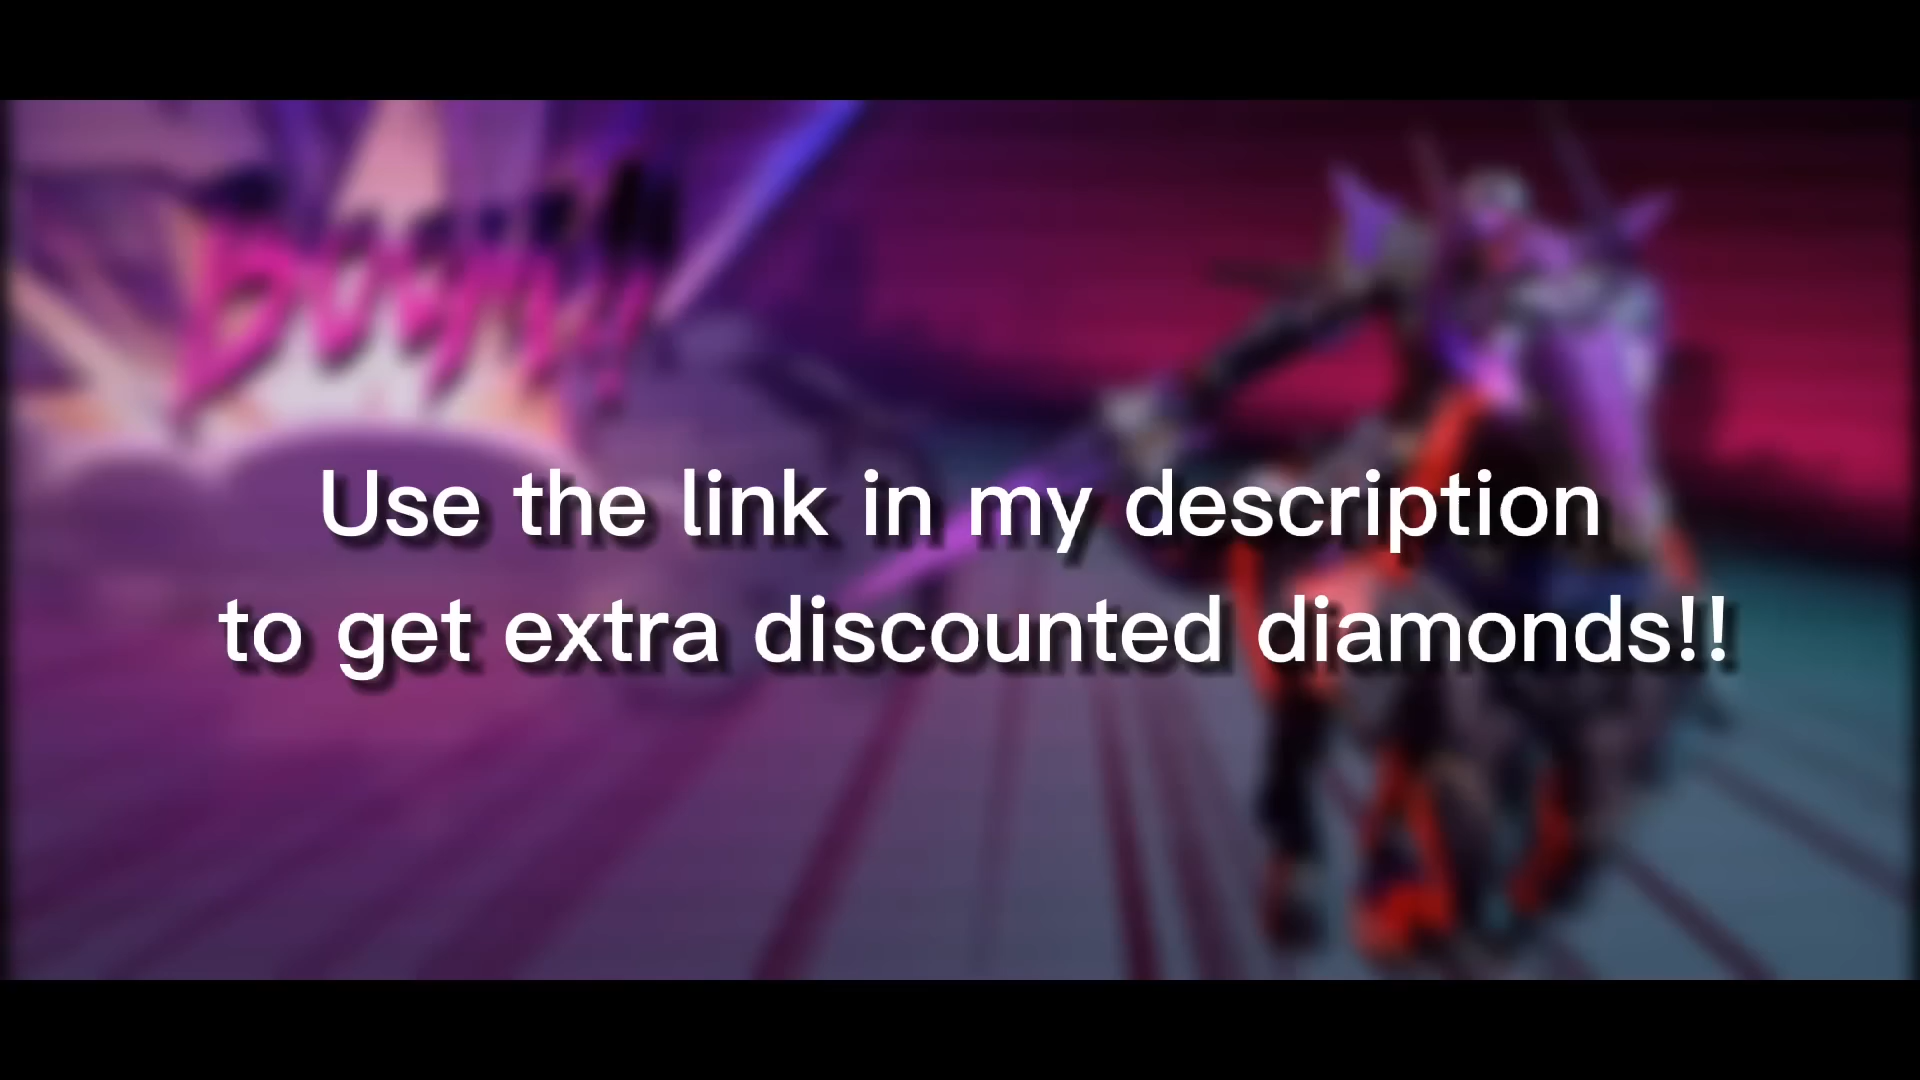 Use the link in my description
to get extra discounted diamonds!!